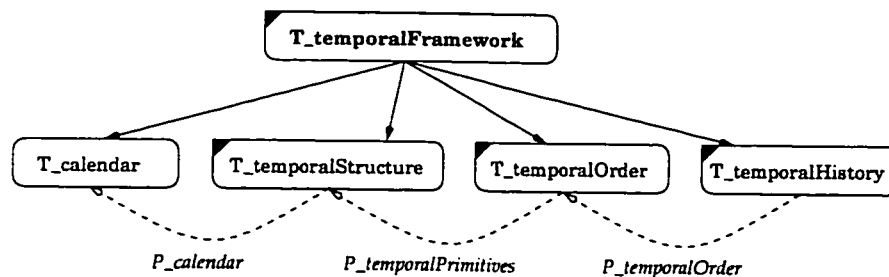 T_temporalFramework
T_calendar
T_temporalStructure
T_temporalOrder
T_temporalHistory
P_calendar
P_temporalPrimitives
P_temporalOrder